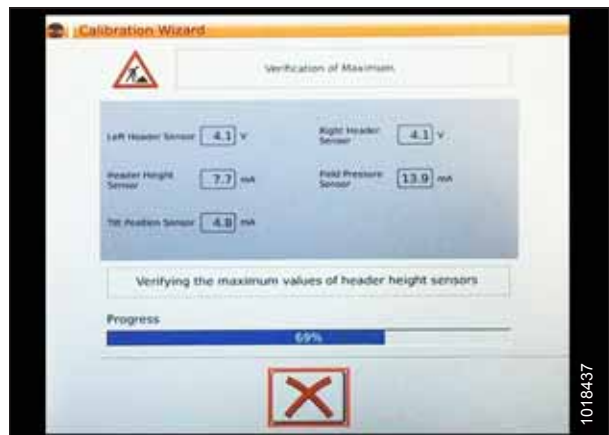 Calibration Wizard
Verification of Maximum
Left Header Sensor 4.1 V
Right Header Sensor 4.1 V
Header Height Sensor 7.7 mA
Field Pressure Sensor 13.9 mA
Tilt Position Sensor 4.8 mA
Verifying the maximum values of header height sensors
Progress
69%
1018437